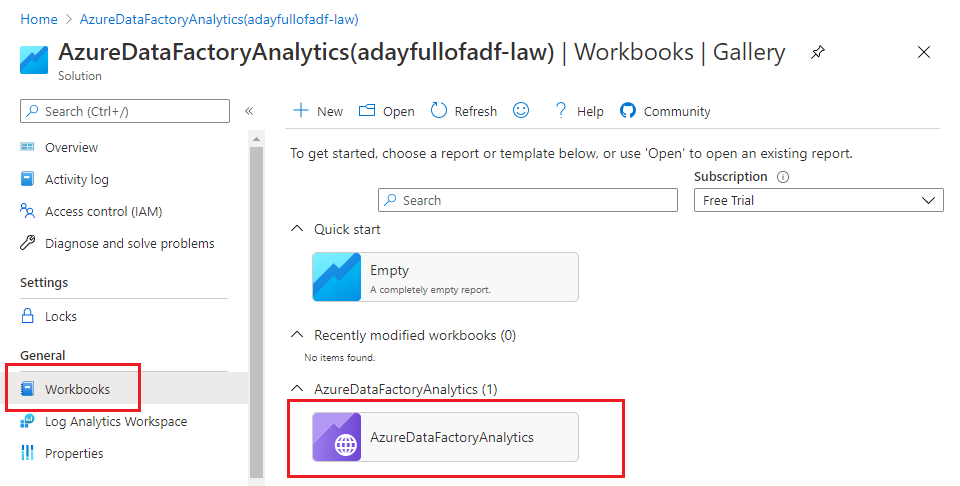 Home > AzureDataFactoryAnalytics(adayfullofadf-law)
AzureDataFactoryAnalytics(adayfullofadf-law) | Workbooks | Gallery
Solution
Search (Ctrl+/)
«
Overview
Activity log
Access control (IAM)
Diagnose and solve problems
Settings
Locks
General
Workbooks
Log Analytics Workspace
Properties
New Open Refresh ? Help Community
To get started, choose a report or template below, or use 'Open' to open an existing report.
Subscription
Search
Free Trial
Quick start
Empty
A completely empty report.
Recently modified workbooks (0)
No items found.
AzureDataFactoryAnalytics (1)
AzureDataFactoryAnalytics